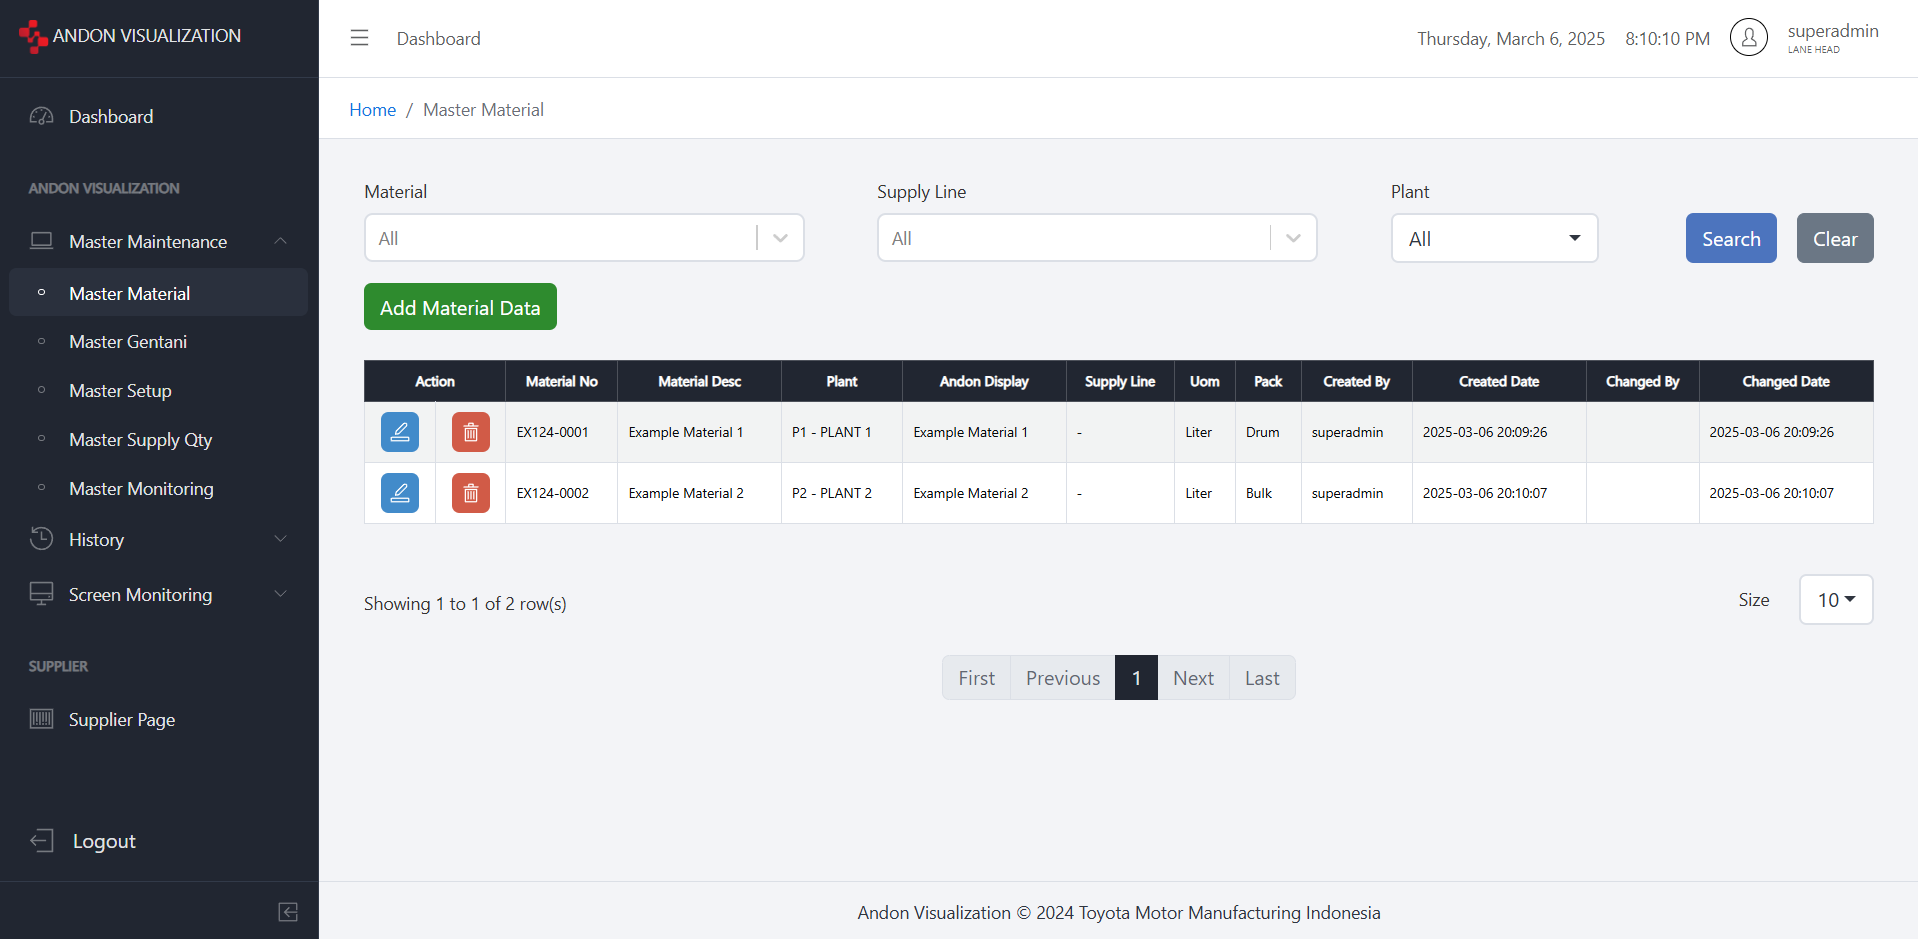 ANDON VISUALIZATION
Dashboard
Thursday, March 6, 2025 8:10:10 PM
superadmin
LANE HEAD
Home / Master Material
Dashboard
ANDON VISUALIZATION
Master Maintenance
Master Material
Master Gentani
Master Setup
Master Supply Qty
Master Monitoring
History
Screen Monitoring
SUPPLIER
Supplier Page
Logout
Material
Supply Line
Plant
All
All
All
Search
Clear
Add Material Data
Action Material No Material Desc Plant Andon Display Supply Line Uom Pack Created By Created Date Changed By Changed Date
EX124-0001 Example Material 1 P1 - PLANT 1 Example Material 1 - Liter Drum superadmin 2025-03-06 20:09:26 2025-03-06 20:09:26
EX124-0002 Example Material 2 P2 - PLANT 2 Example Material 2 - Liter Bulk superadmin 2025-03-06 20:10:07 2025-03-06 20:10:07
Showing 1 to 1 of 2 row(s)
Size 10
First Previous 1 Next Last
Andon Visualization © 2024 Toyota Motor Manufacturing Indonesia